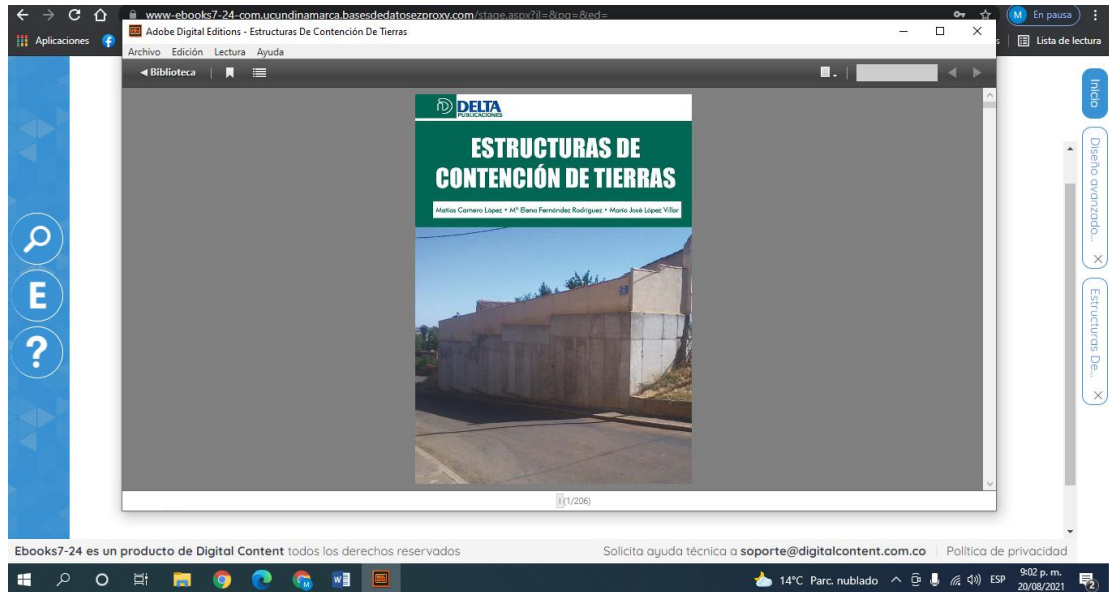 www-ebooks7-24-com.ucundinamarca.basesdedatosezproxy.com/stage.aspx?il=&pg=&ed=
M En pausa
Aplicaciones
Lista de lectura
Adobe Digital Editions - Estructuras De Contención De Tierras
Archivo Edición Lectura Ayuda
Biblioteca
DELTA
PUBLICACIONES
ESTRUCTURAS DE
CONTENCIÓN DE TIERRAS
Matías Carnero López • Mª Elena Fernández Rodríguez • María José López Villar
(1/206)
E
?
Inicio
Diseño avanzado...
Estructuras De...
Ebooks7-24 es un producto de Digital Content todos los derechos reservados
Solicita ayuda técnica a soporte@digitalcontent.com.co
Política de privacidad
14°C Parc. nublado
ESP
9:02 p. m.
20/08/2021
2